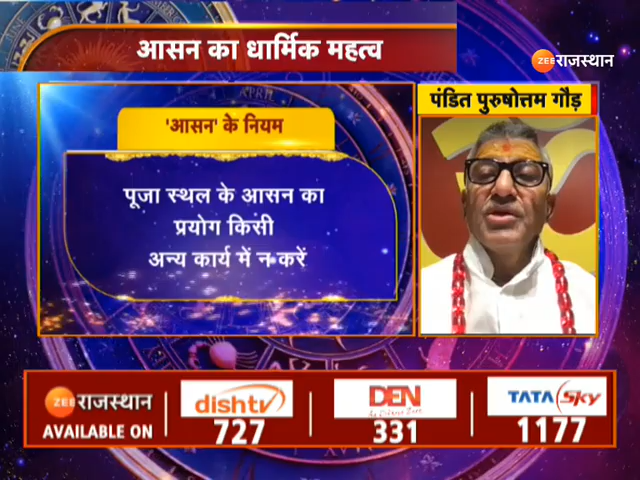 आसन का धार्मिक महत्व
ZEE राजस्थान
पंडित पुरुषोत्तम गौड़
'आसन' के नियम
पूजा स्थल के आसन का
प्रयोग किसी
अन्य कार्य में न करें
APRIL
ZEE राजस्थान
AVAILABLE ON
dishtv
727
DEN
331
TATA Sky
1177